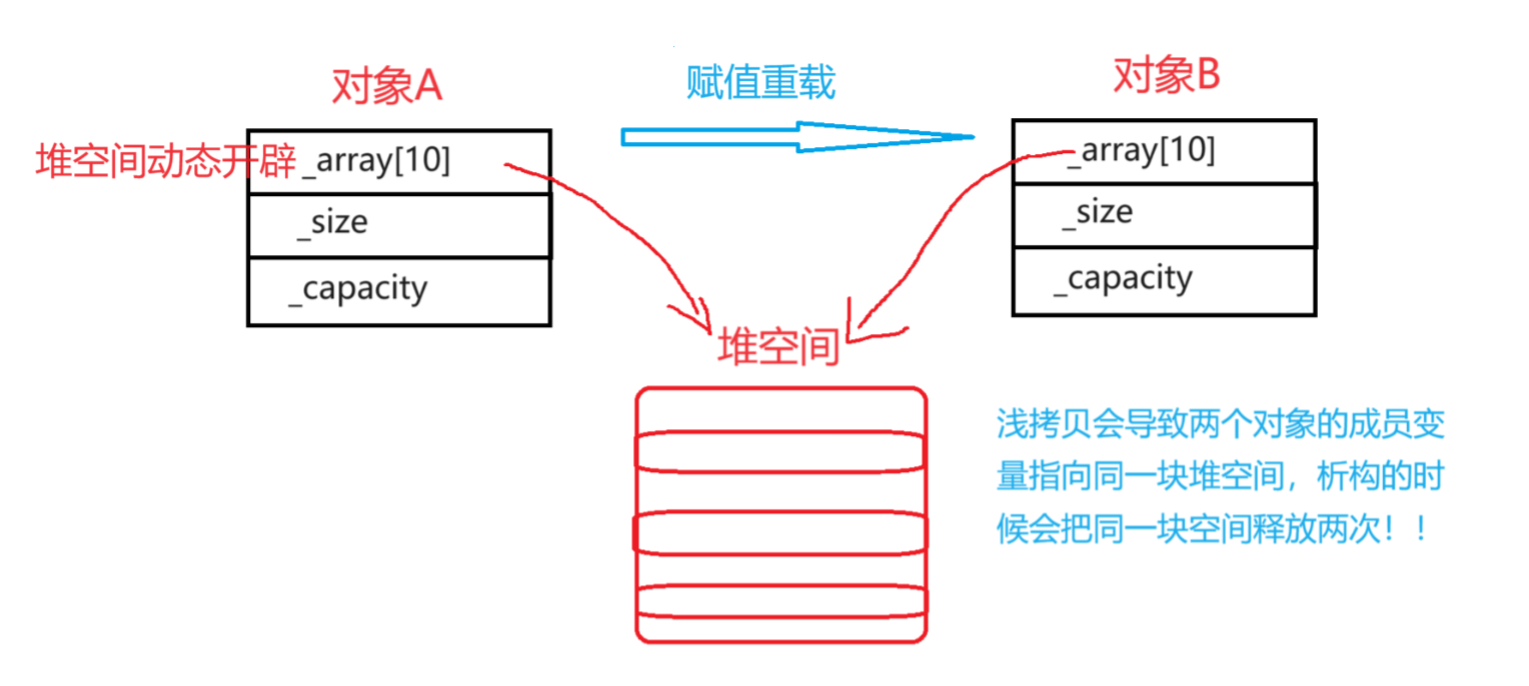 对象A
赋值重载
对象B
堆空间动态开辟
_array[10]
_size
_capacity
_array[10]
_size
_capacity
堆空间
浅拷贝会导致两个对象的成员变
量指向同一块堆空间，析构的时
候会把同一块空间释放两次！！